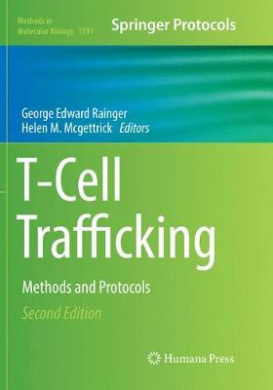 Methods in
Molecular Biology 1591
Springer Protocols
George Edward Rainger
Helen M. Mcgettrick Editors
T-Cell
Trafficking
Methods and Protocols
Second Edition
Humana Press